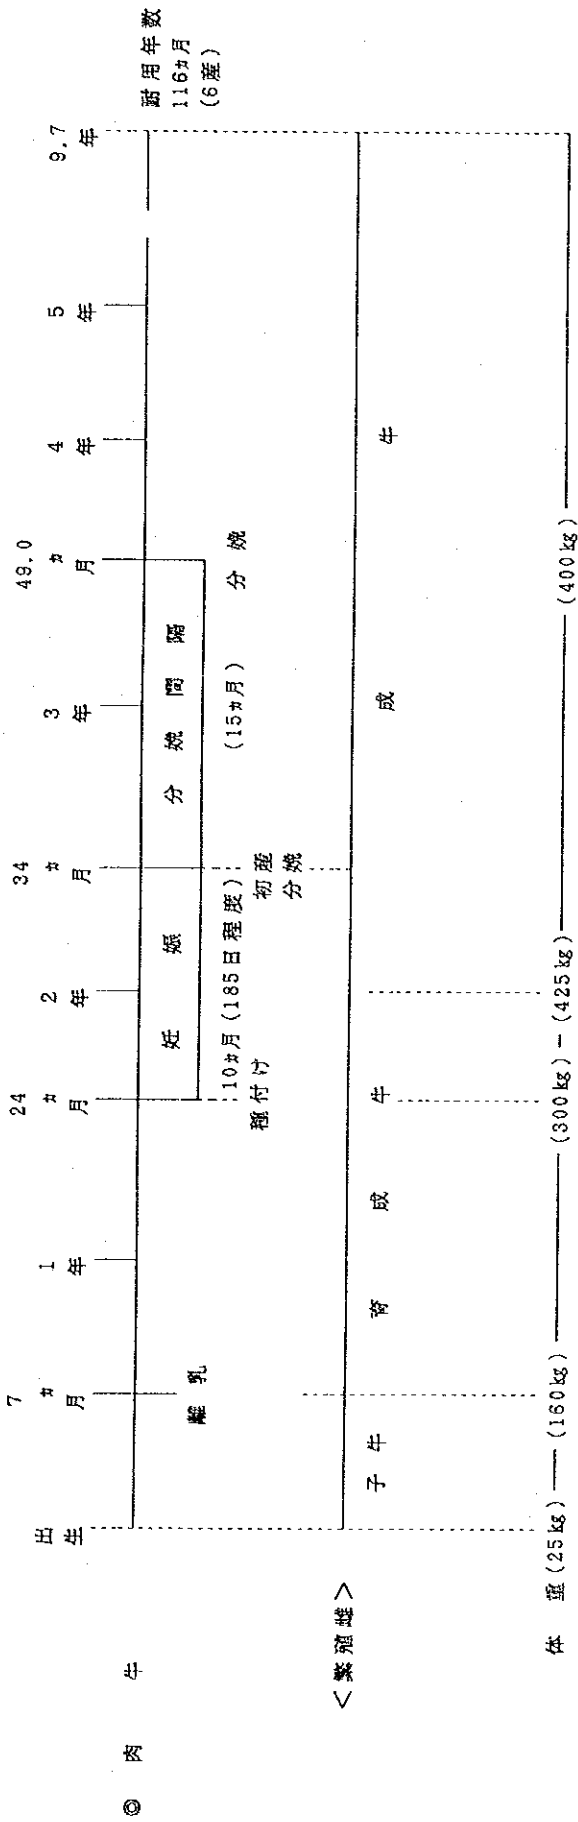 ◎ 肉 牛
出生
7ヵ月
1年
24ヵ月
2年
34ヵ月
3年
49.0ヵ月
4年
5年
9.7年
耐用年数
116ヵ月
(6産)
離乳
妊 娠
分 娩 間 隔
10ヵ月(185日程度)
(15ヵ月)
種付け
初産
分娩
分 娩
<繁殖雌>
子 牛
育 成 牛
成 牛
体 重(25kg)
(160kg)
(300kg)
(425kg)
(400kg)